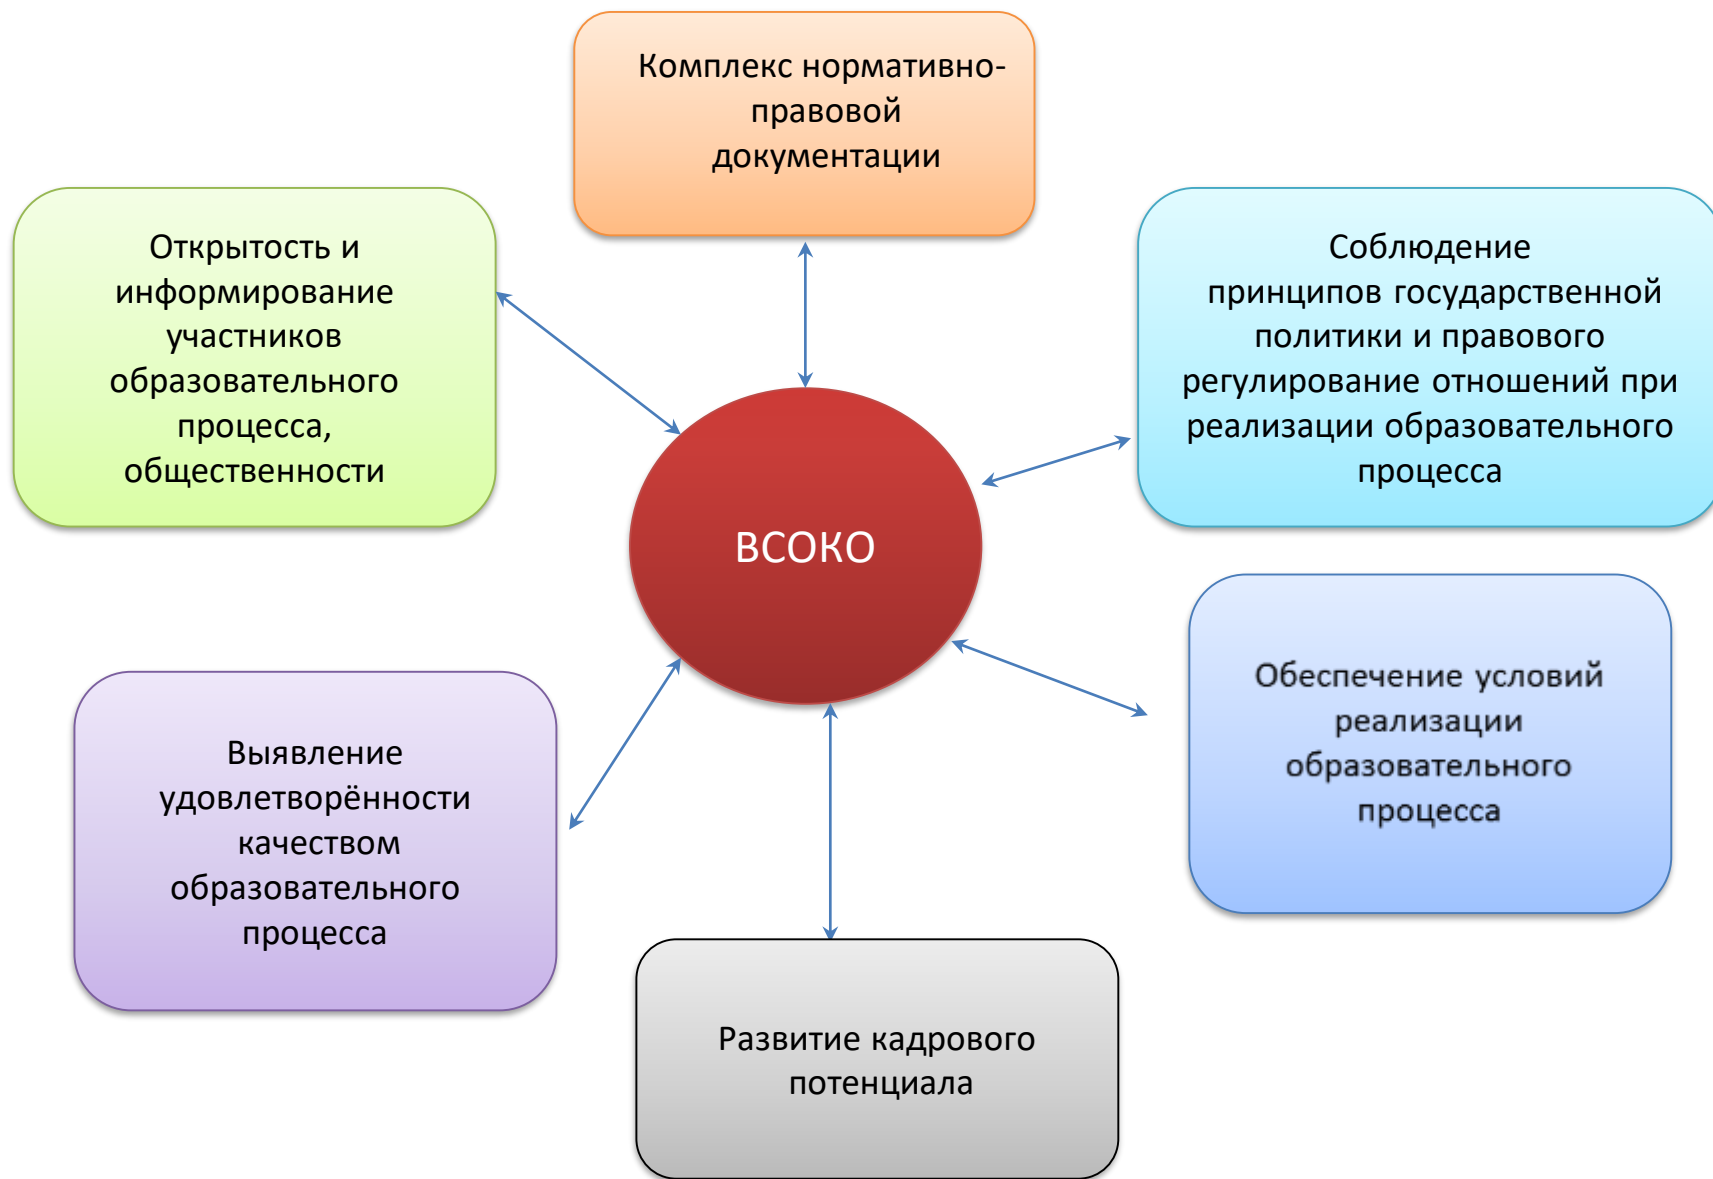 Комплекс нормативно-
правовой
документации
Открытость и
информирование
участников
образовательного
процесса,
общественности
Соблюдение
принципов государственной
политики и правового
регулирование отношений при
реализации образовательного
процесса
ВСОКО
Обеспечение условий
реализации
образовательного
процесса
Выявление
удовлетворённости
качеством
образовательного
процесса
Развитие кадрового
потенциала